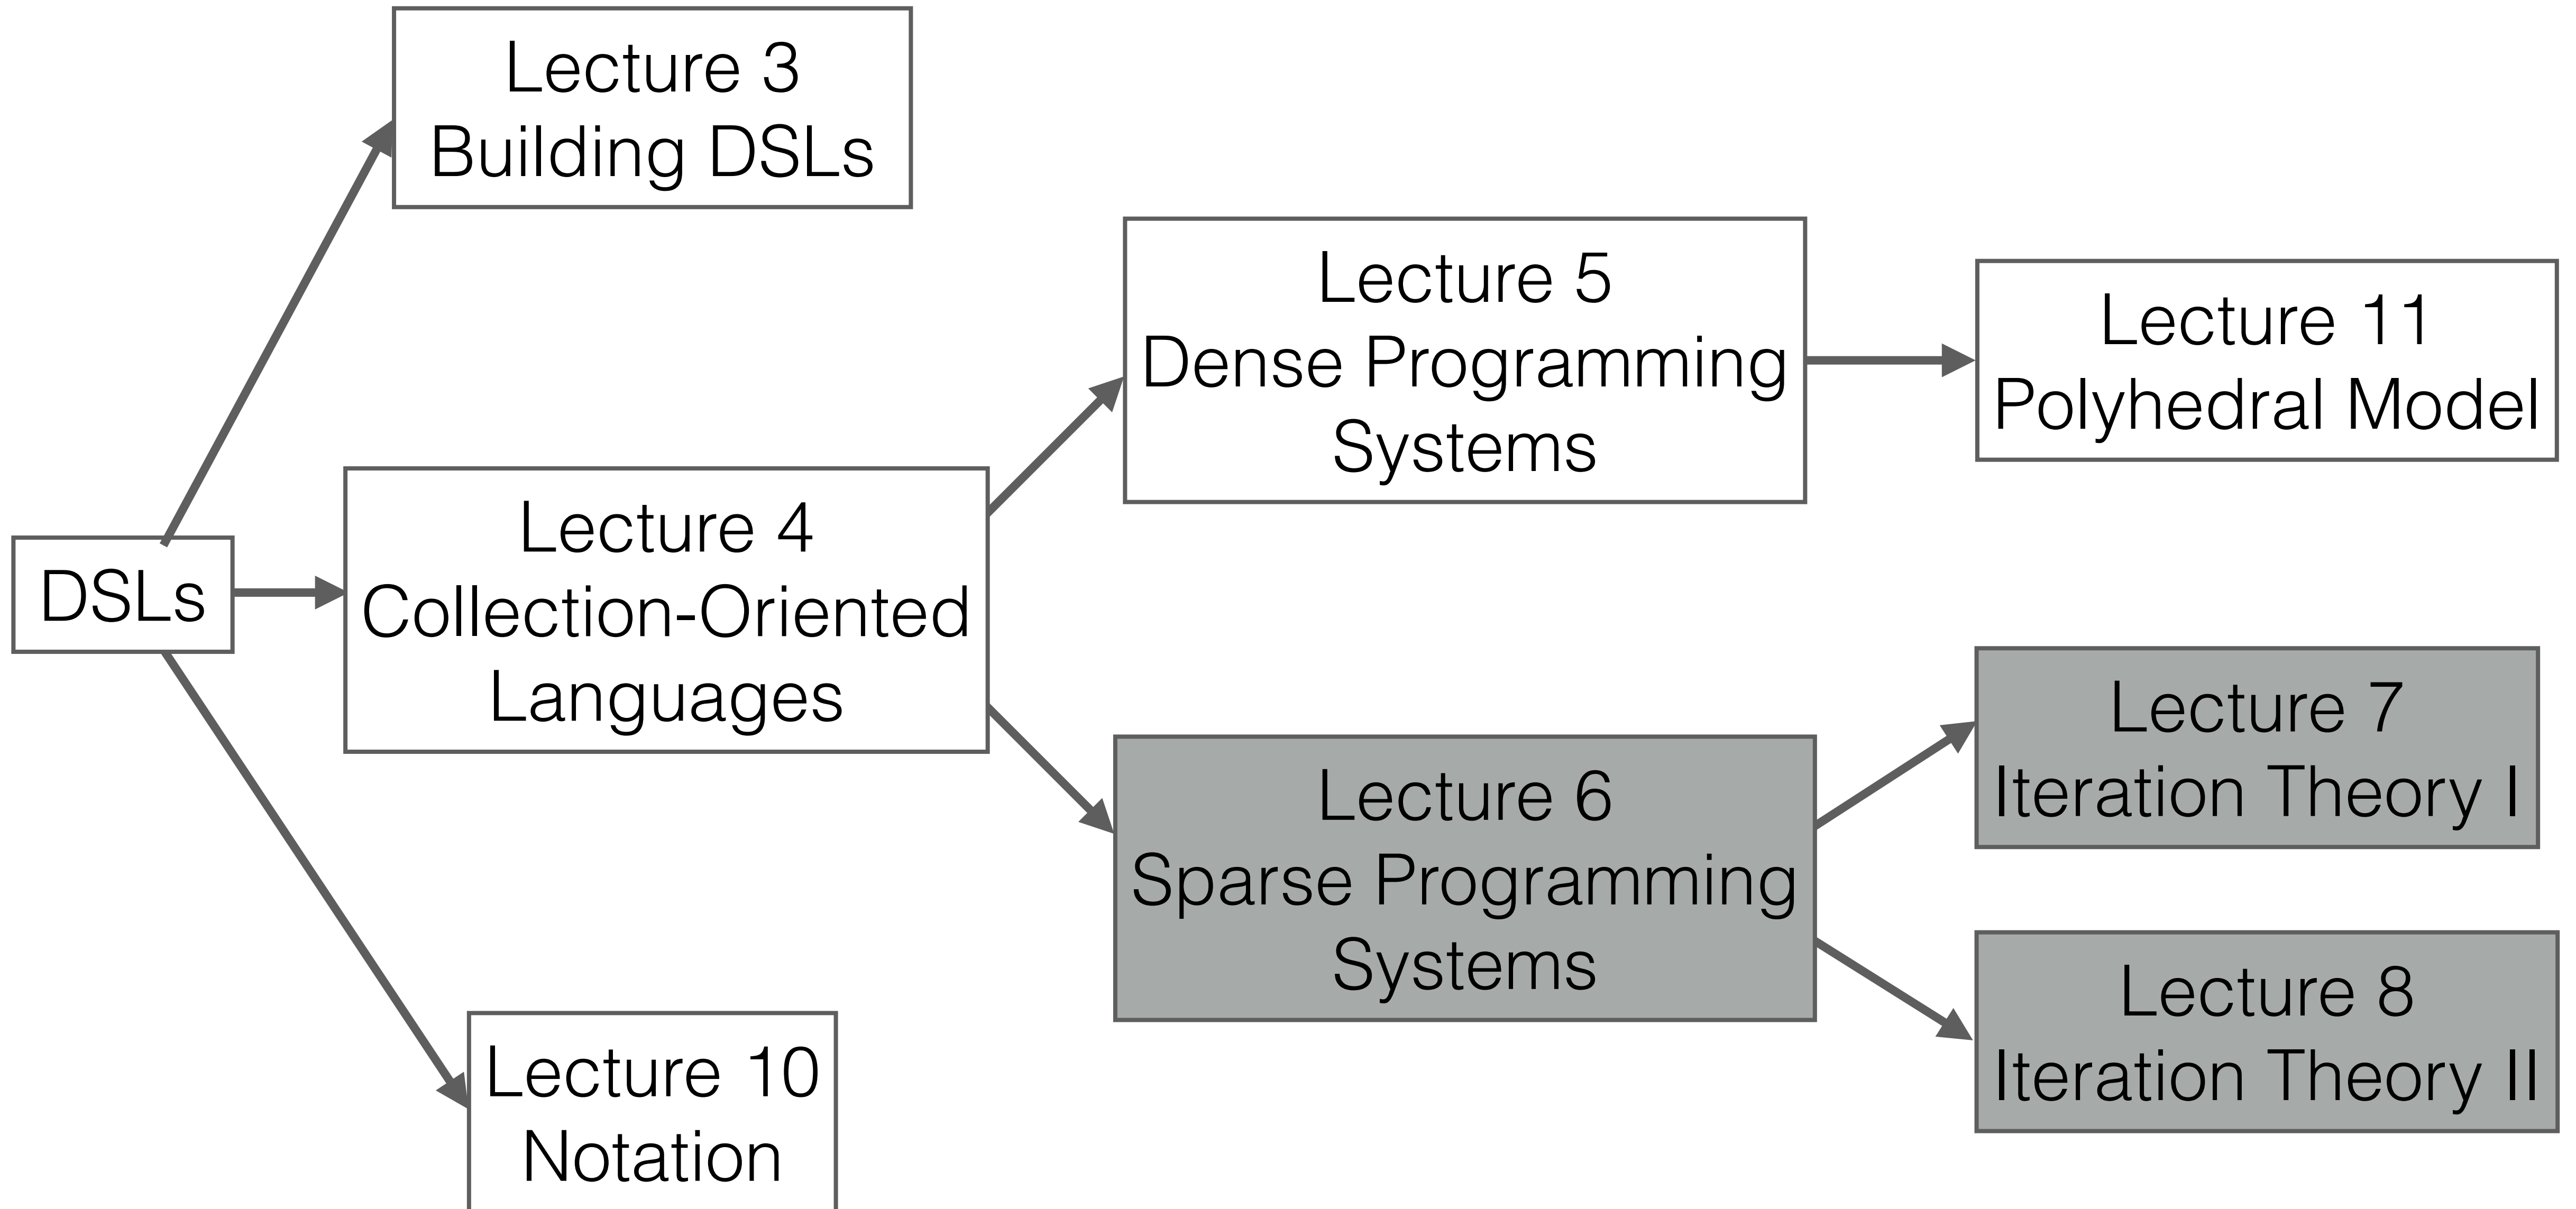 Lecture 3
Building DSLs
Lecture 5
Dense Programming
Systems
Lecture 11
Polyhedral Model
DSLs
Lecture 4
Collection-Oriented
Languages
Lecture 6
Sparse Programming
Systems
Lecture 7
Iteration Theory I
Lecture 8
Iteration Theory II
Lecture 10
Notation